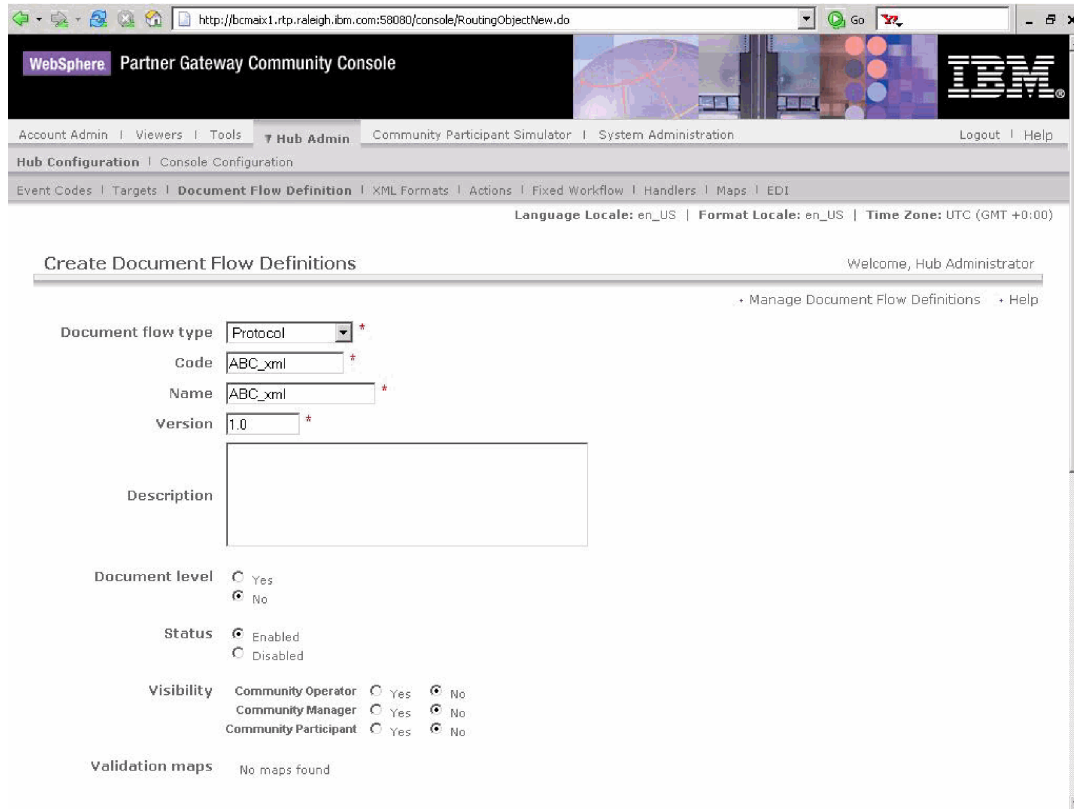 http://bcmaix1.rtp.raleigh.ibm.com:58080/console/RoutingObjectNew.do Go
WebSphere Partner Gateway Community Console IBM®
Account Admin | Viewers | Tools 7 Hub Admin Community Participant Simulator | System Administration Logout | Help
Hub Configuration | Console Configuration
Event Codes | Targets | Document Flow Definition | XML Formats | Actions | Fixed Workflow | Handlers | Maps | EDI
Language Locale: en_US | Format Locale: en_US | Time Zone: UTC (GMT +0:00)
Create Document Flow Definitions Welcome, Hub Administrator
• Manage Document Flow Definitions • Help
Document flow type Protocol *
Code ABC_xml *
Name ABC_xml *
Version 1.0 *
Description
Document level Yes
No
Status Enabled
Disabled
Visibility Community Operator Yes No
Community Manager Yes No
Community Participant Yes No
Validation maps No maps found